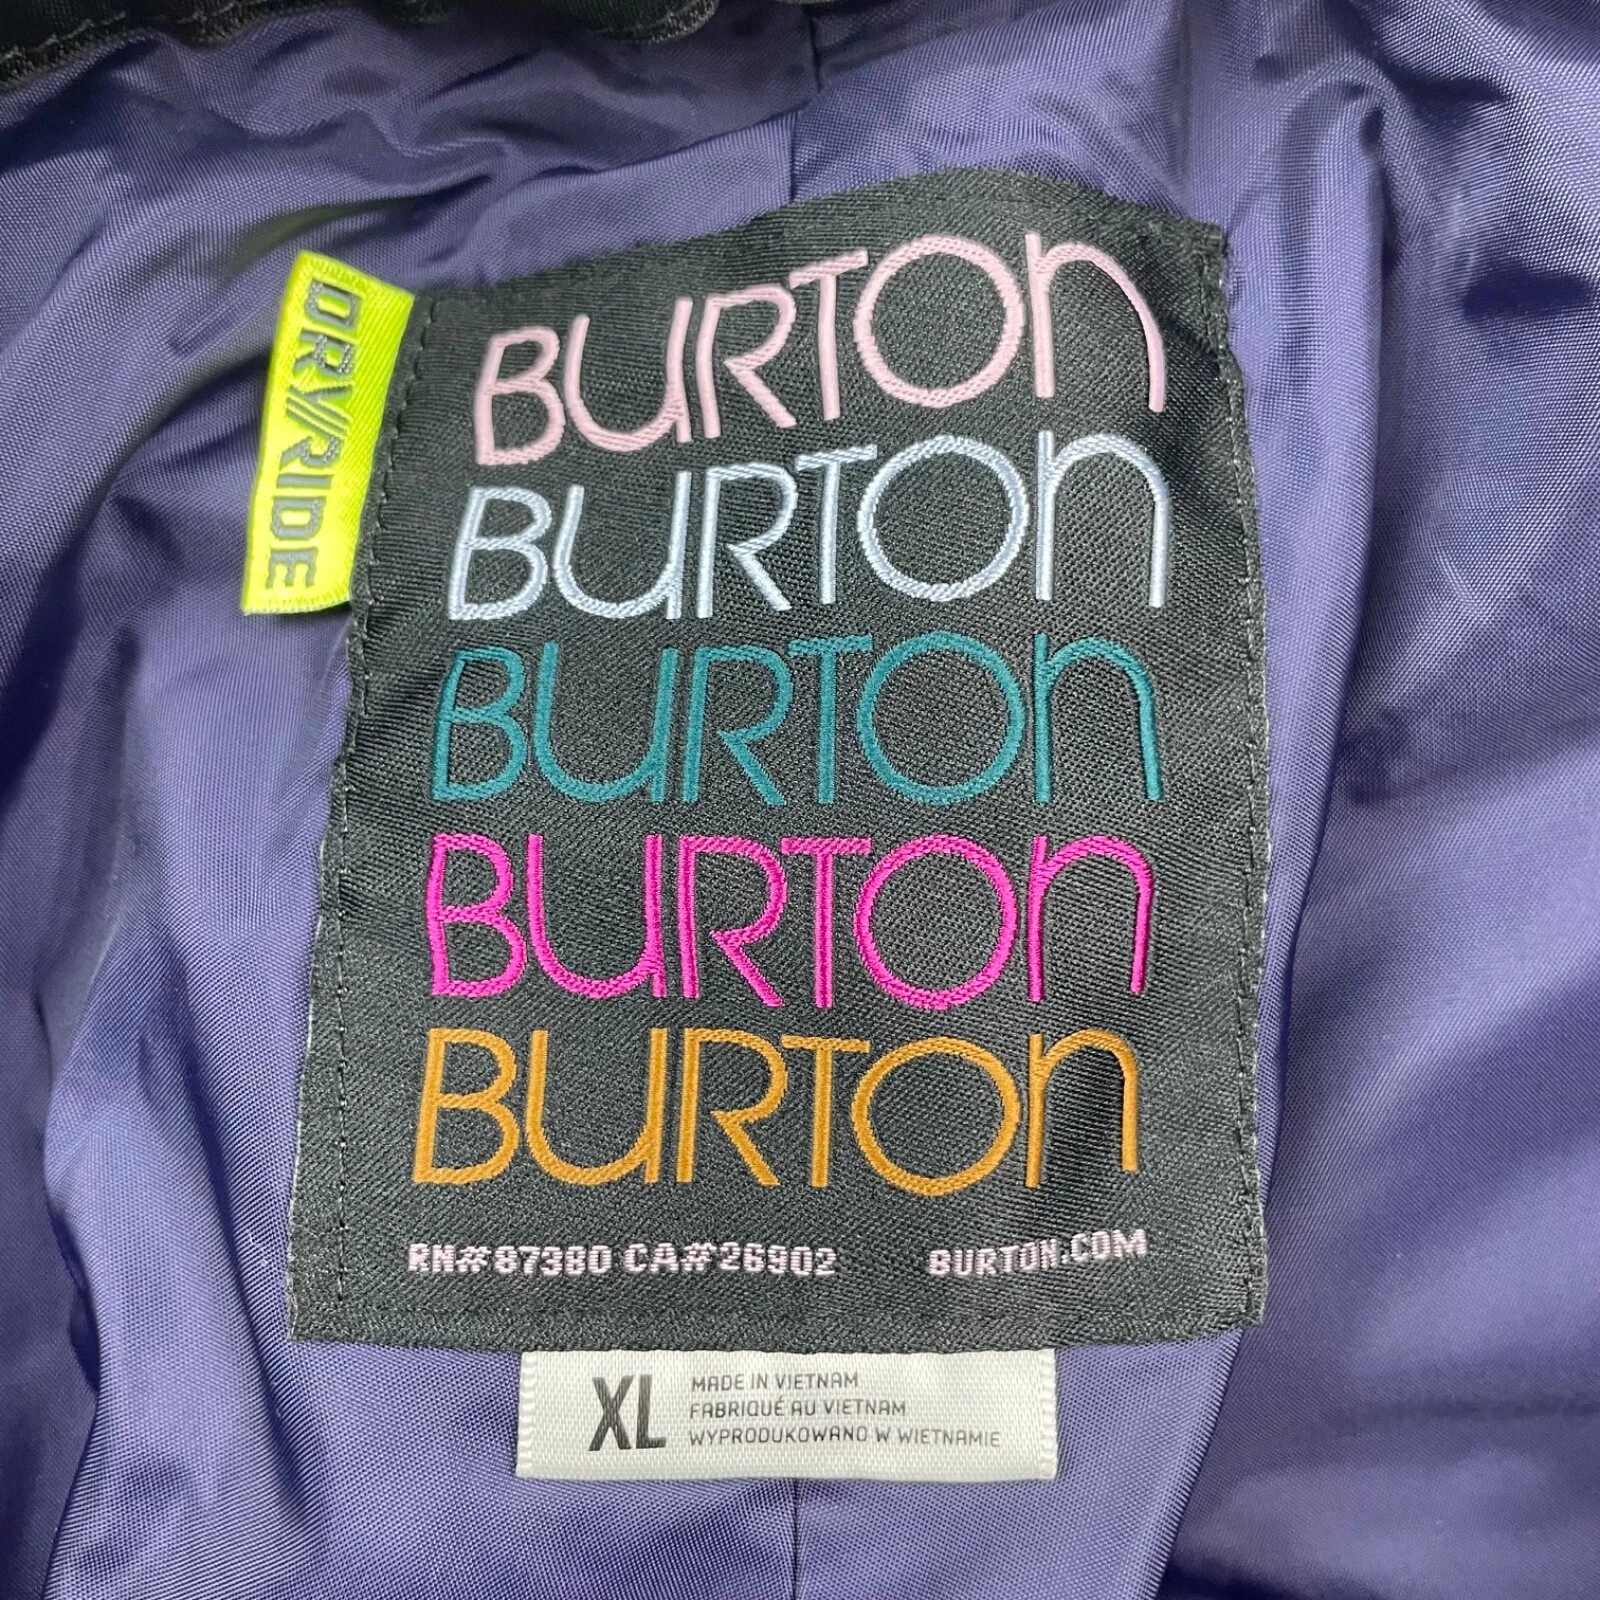 DRY//RIDE
BURTON
BURTON
BURTON
BURTON
BURTON
RN# 87380 CA#26902 BURTON.COM
XL
MADE IN VIETNAM
FABRIQUÉ AU VIETNAM
WYPRODUKOWANO W WIETNAMIE